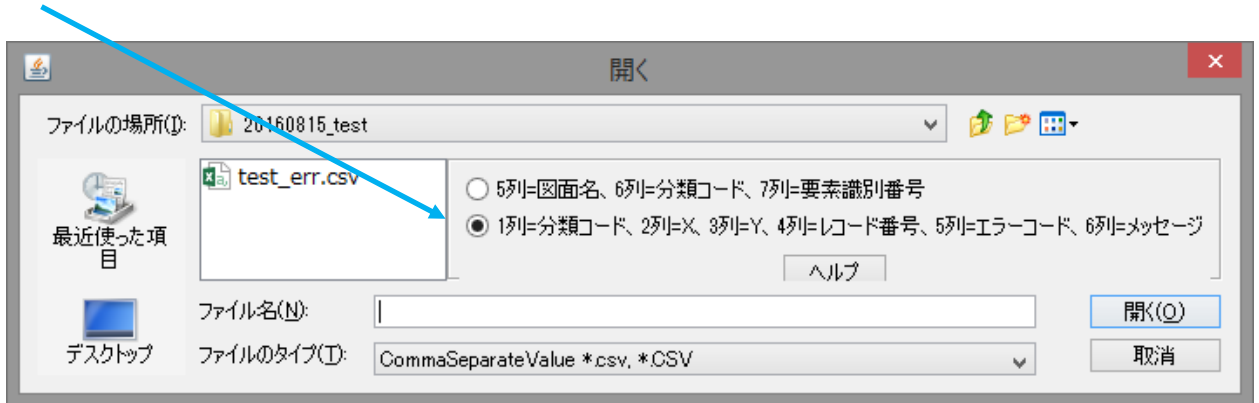 開く
ファイルの場所(I):
20160815_test
test_err.csv
5列=図面名、6列=分類コード、7列=要素識別番号
1列=分類コード、2列=X、3列=Y、4列=レコード番号、5列=エラーコード、6列=メッセージ
ヘルプ
最近使った項
目
デスクトップ
ファイル名(N):
開く(O)
ファイルのタイプ(T):
CommaSeparateValue *.csv, *.CSV
取消